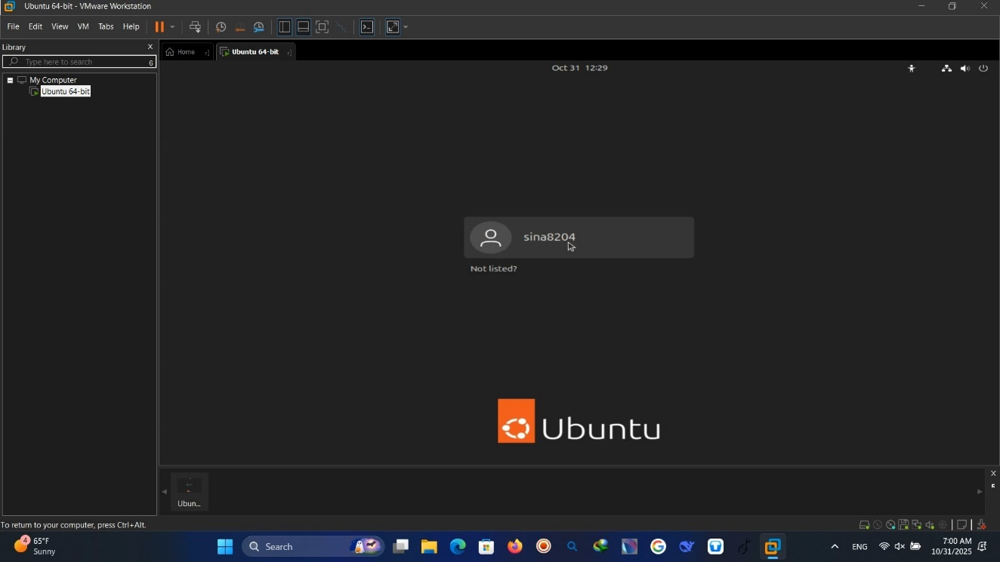 Ubuntu 64-bit - VMware Workstation
File Edit View VM Tabs Help
Library
Type here to search
Home
Ubuntu 64-bit
My Computer
Ubuntu 64-bit
Oct 31 12:29
sina8204
Not listed?
Ubuntu
Ubun...
To return to your computer, press Ctrl+Alt.
4
65°F
Sunny
Search
ENG
7:00 AM
10/31/2025